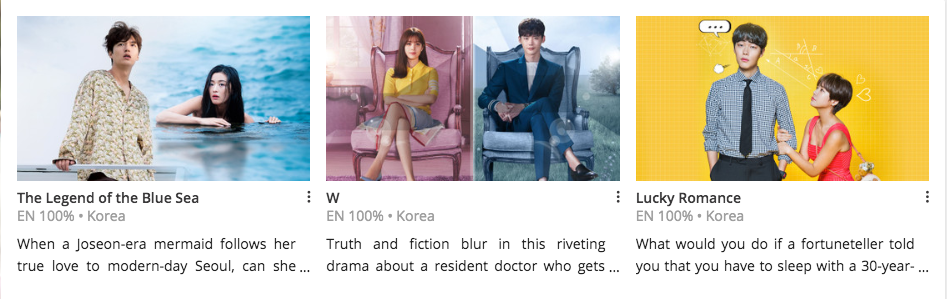 The Legend of the Blue Sea
EN 100% • Korea
When a Joseon-era mermaid follows her
true love to modern-day Seoul, can she ...
W
EN 100% • Korea
Truth and fiction blur in this riveting
drama about a resident doctor who gets ...
Lucky Romance
EN 100% • Korea
What would you do if a fortuneteller told
you that you have to sleep with a 30-year- ...